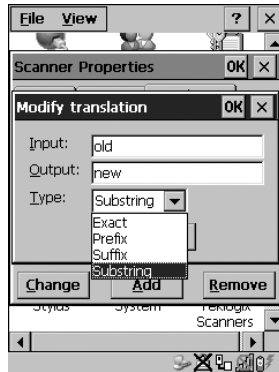 File View ? ×
Scanner Properties OK ×
Modify translation OK ×
Input: old
Output: new
Type: Substring
Exact
Prefix
Suffix
Substring
Change Add Remove
Stylus System Teklogix
Scanners